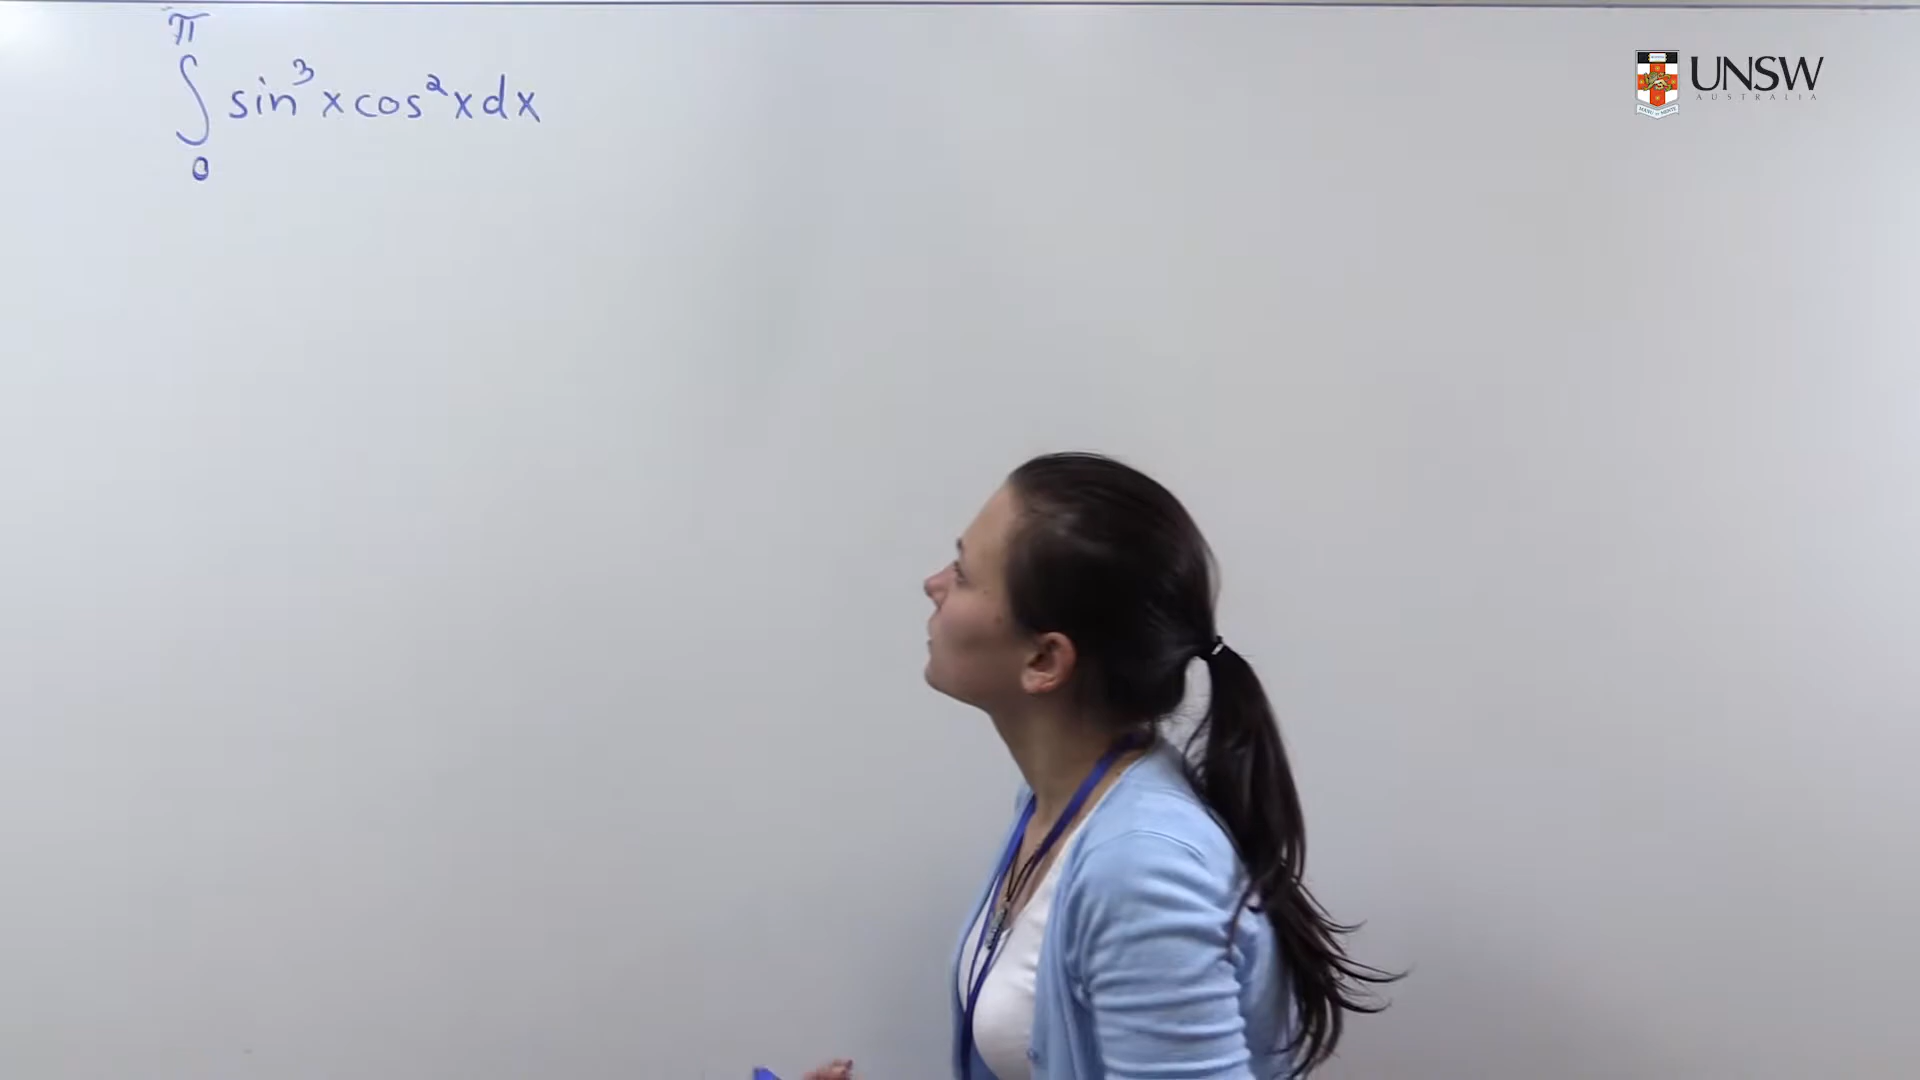 ∫₀^π sin³x cos²x dx
UNSW
AUSTRALIA